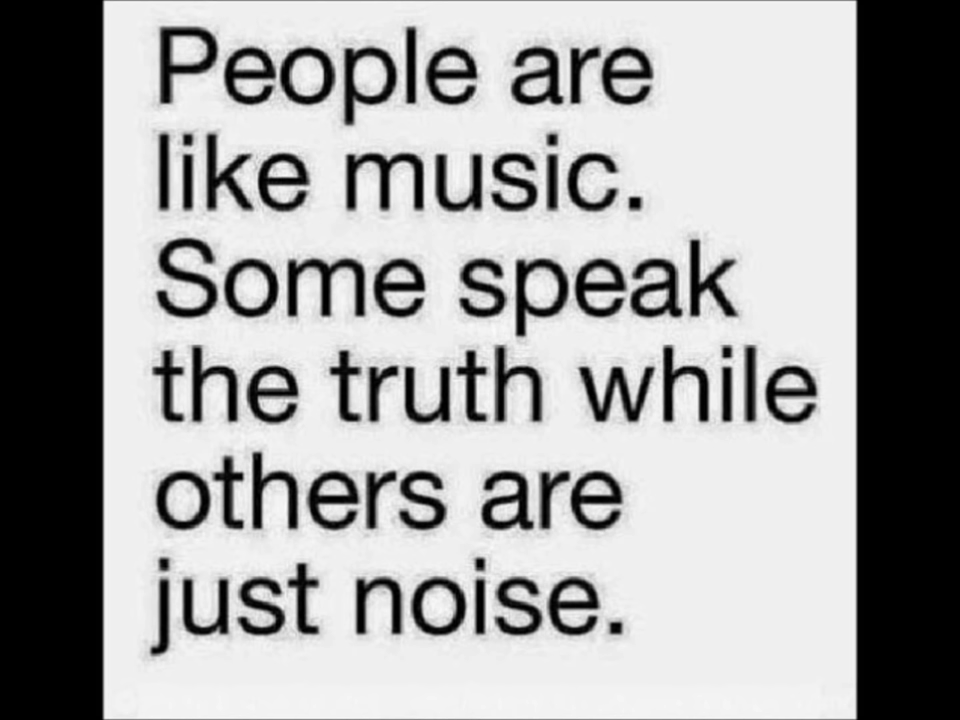 People are
like music.
Some speak
the truth while
others are
just noise.